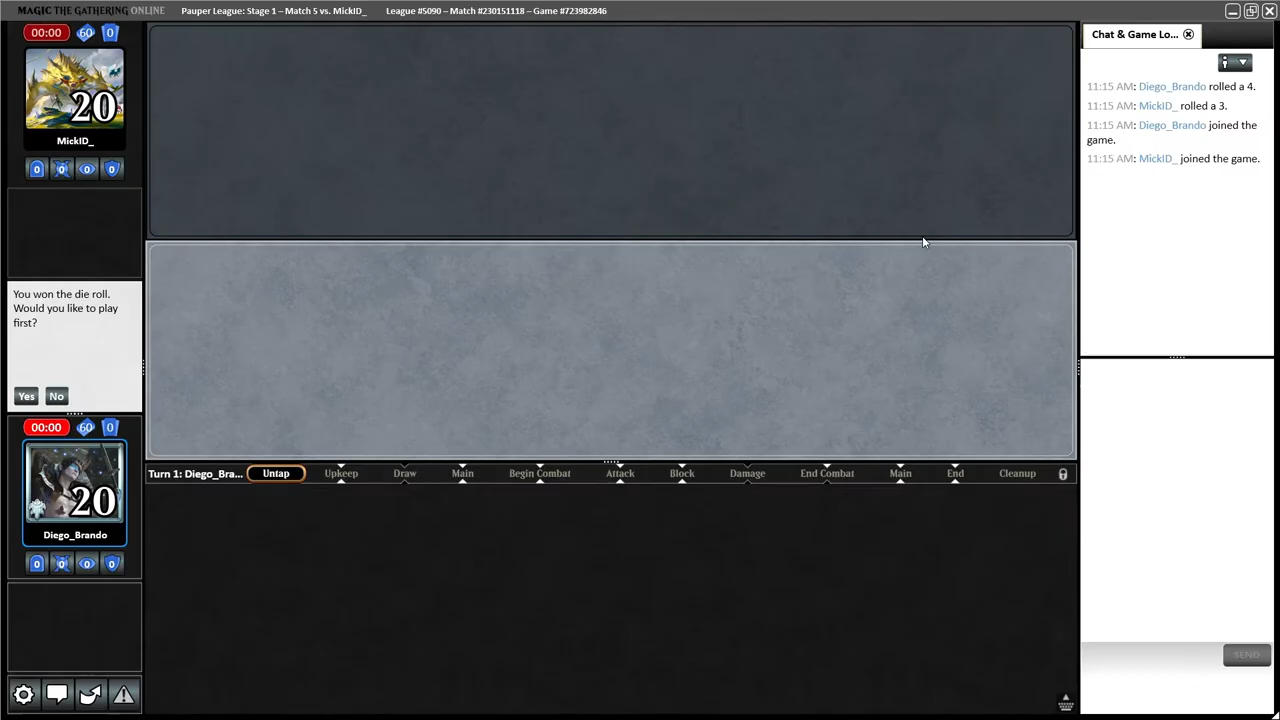 MAGIC THE GATHERING ONLINE Pauper League: Stage 1 – Match 5 vs. MickID_ League #5090 – Match #230151118 – Game #723982846
00:00 60 0
20
MickID_
0 0 0 0
You won the die roll.
Would you like to play
first?
Yes No
00:00 60 0
20
Diego_Brando
0 0 0 0
Turn 1: Diego_Bra... Untap Upkeep Draw Main Begin Combat Attack Block Damage End Combat Main End Cleanup
Chat & Game Lo...
11:15 AM: Diego_Brando rolled a 4.
11:15 AM: MickID_ rolled a 3.
11:15 AM: Diego_Brando joined the
game.
11:15 AM: MickID_ joined the game.
SEND